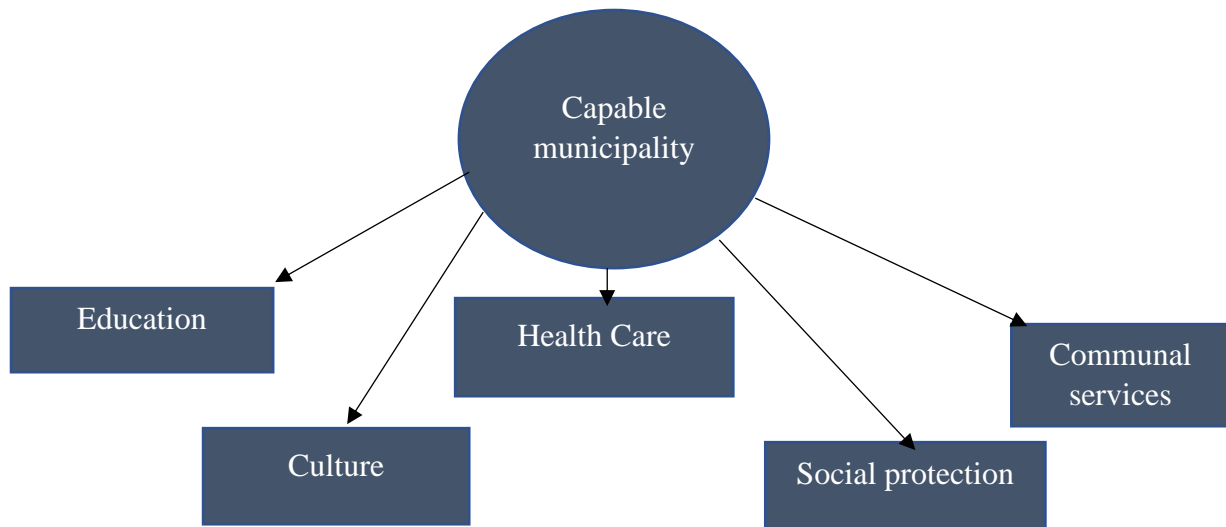 Capable
municipality
Education
Health Care
Communal
services
Culture
Social protection